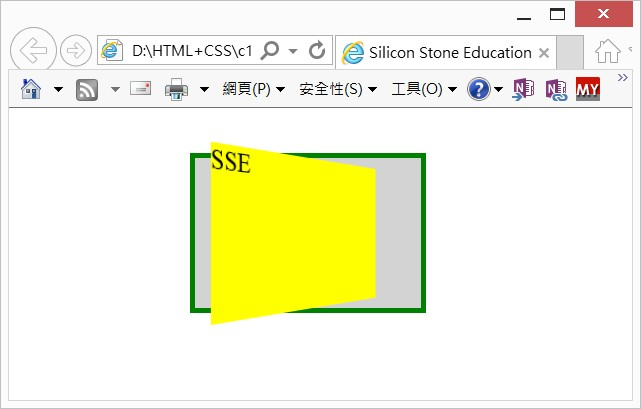 D:\HTML+CSS\c1
Silicon Stone Education
網頁(P) 安全性(S) 工具(O) MY
SSE